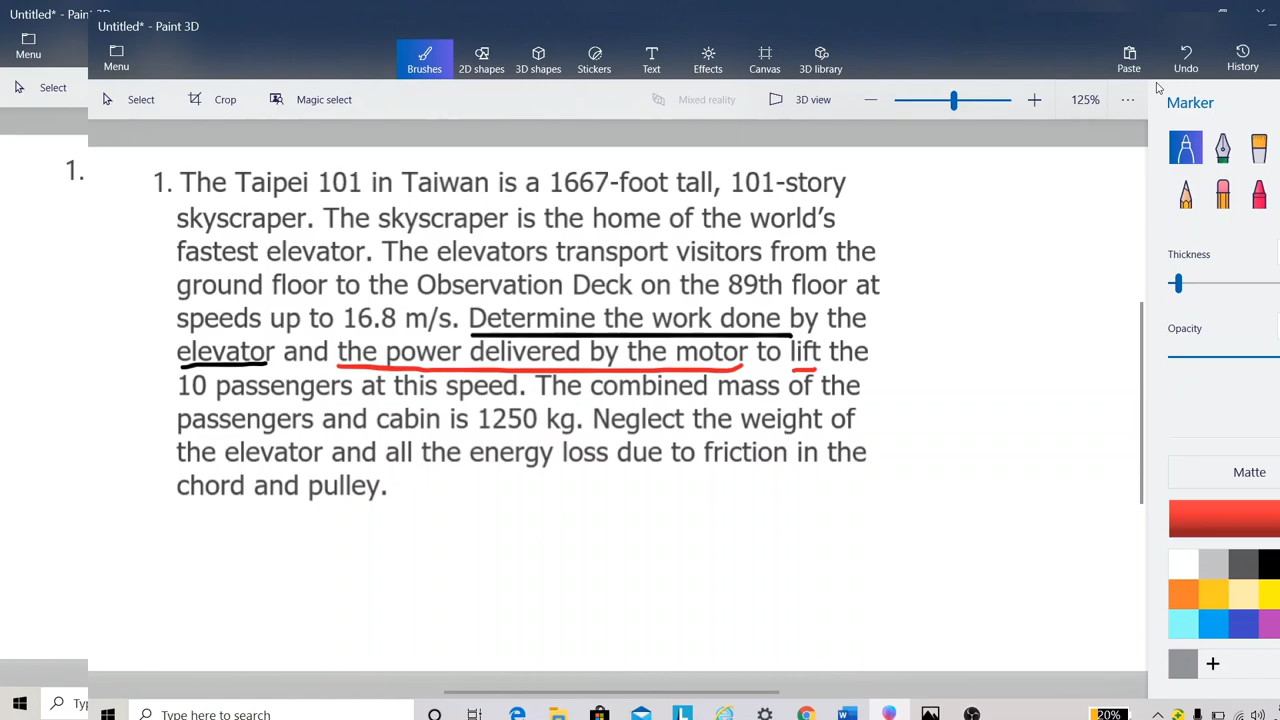 Untitled*
Untitled* - Paint 3D
Menu
Menu
Brushes
2D shapes
3D shapes
Stickers
Text
Effects
Canvas
3D library
Paste
Undo
History
Select
Select
Crop
Magic select
Mixed reality
3D view
125%
Marker
1.
1. The Taipei 101 in Taiwan is a 1667-foot tall, 101-story
skyscraper. The skyscraper is the home of the world's
fastest elevator. The elevators transport visitors from the
ground floor to the Observation Deck on the 89th floor at
speeds up to 16.8 m/s. Determine the work done by the
elevator and the power delivered by the motor to lift the
10 passengers at this speed. The combined mass of the
passengers and cabin is 1250 kg. Neglect the weight of
the elevator and all the energy loss due to friction in the
chord and pulley.
Thickness
Opacity
Matte
Type here to search
20%